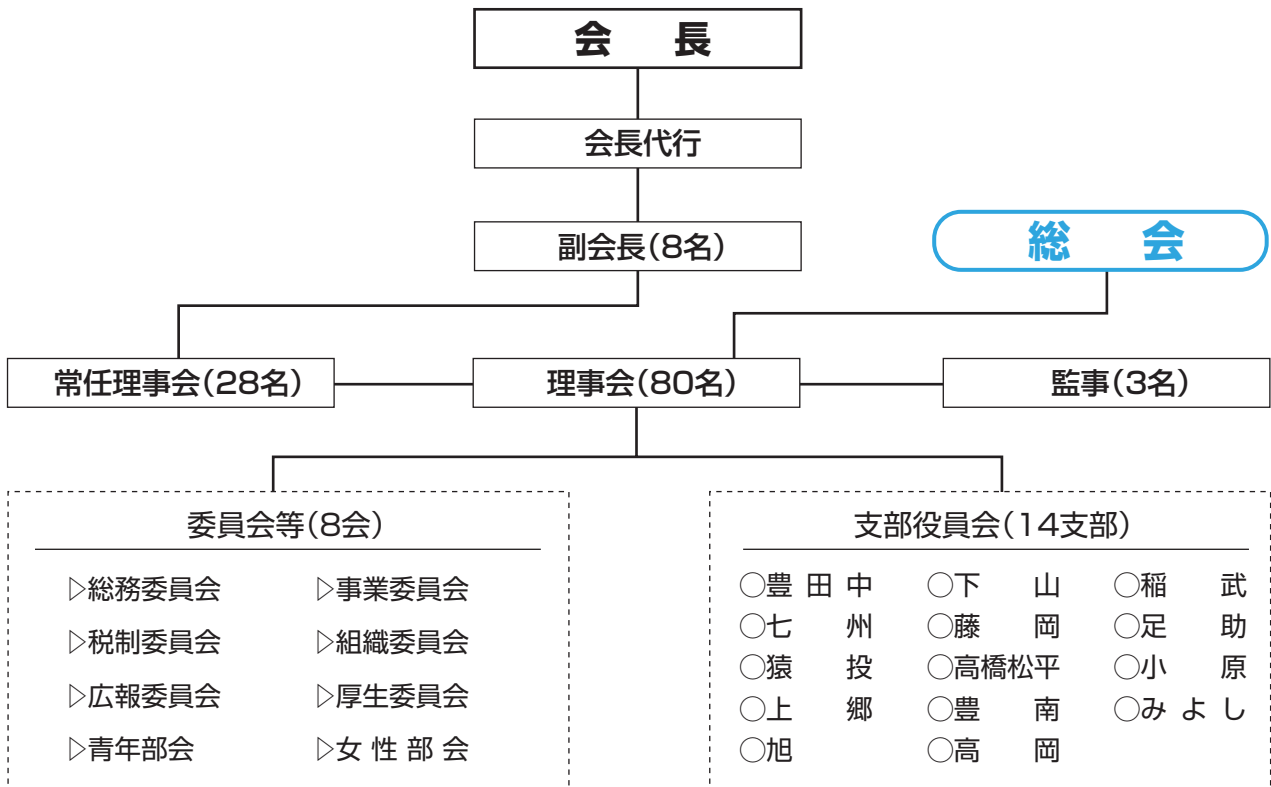 会長
会長代行
副会長(8名)
総会
常任理事会(28名)
理事会(80名)
監事(3名)
委員会等(8会)
▷総務委員会 ▷事業委員会
▷税制委員会 ▷組織委員会
▷広報委員会 ▷厚生委員会
▷青年部会 ▷女性部会
支部役員会(14支部)
○豊田中 ○下山 ○稲武
○七州 ○藤岡 ○足助
○猿投 ○高橋松平 ○小原
○上郷 ○豊南 ○みよし
○旭 ○高岡